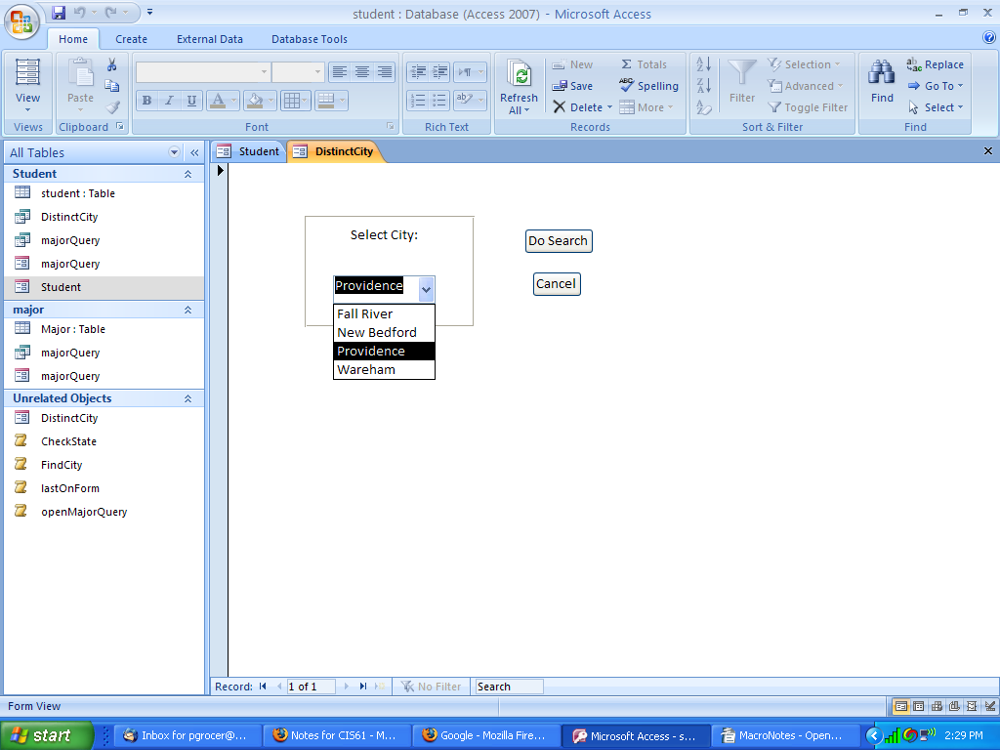 student : Database (Access 2007) - Microsoft Access
Home Create External Data Database Tools
View Paste B I U Refresh All New Save Delete Totals Spelling More Filter Selection Advanced Toggle Filter Find Replace Go To Select
Views Clipboard Font Rich Text Records Sort & Filter Find
All Tables
Student DistinctCity
Student
student : Table
DistinctCity
majorQuery
majorQuery
Student
major
Major : Table
majorQuery
majorQuery
Unrelated Objects
DistinctCity
CheckState
FindCity
lastOnForm
openMajorQuery
Select City:
Providence
Fall River
New Bedford
Providence
Wareham
Do Search
Cancel
Record: 1 of 1 No Filter Search
Form View
start Inbox for pgrocer@... Notes for CIS61 - M... Google - Mozilla Fire... Microsoft Access - s... MacroNotes - Open... 2:29 PM